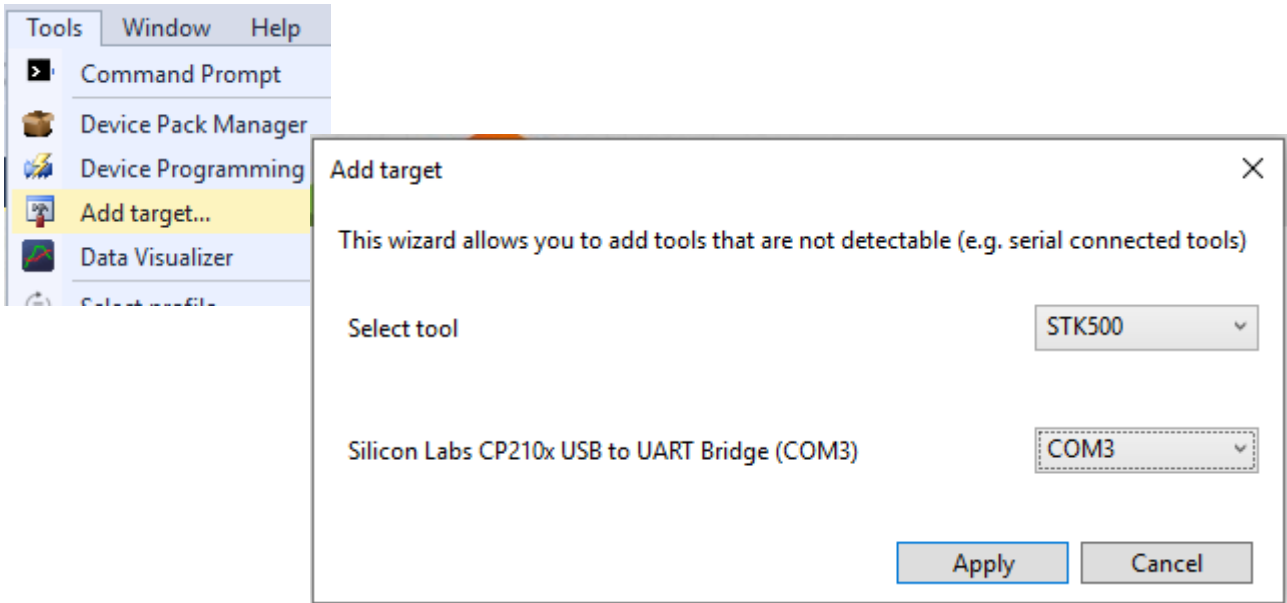 Tools Window Help
Command Prompt
Device Pack Manager
Device Programming
Add target...
Data Visualizer
Add target
This wizard allows you to add tools that are not detectable (e.g. serial connected tools)
Select tool STK500
Silicon Labs CP210x USB to UART Bridge (COM3) COM3
Apply Cancel